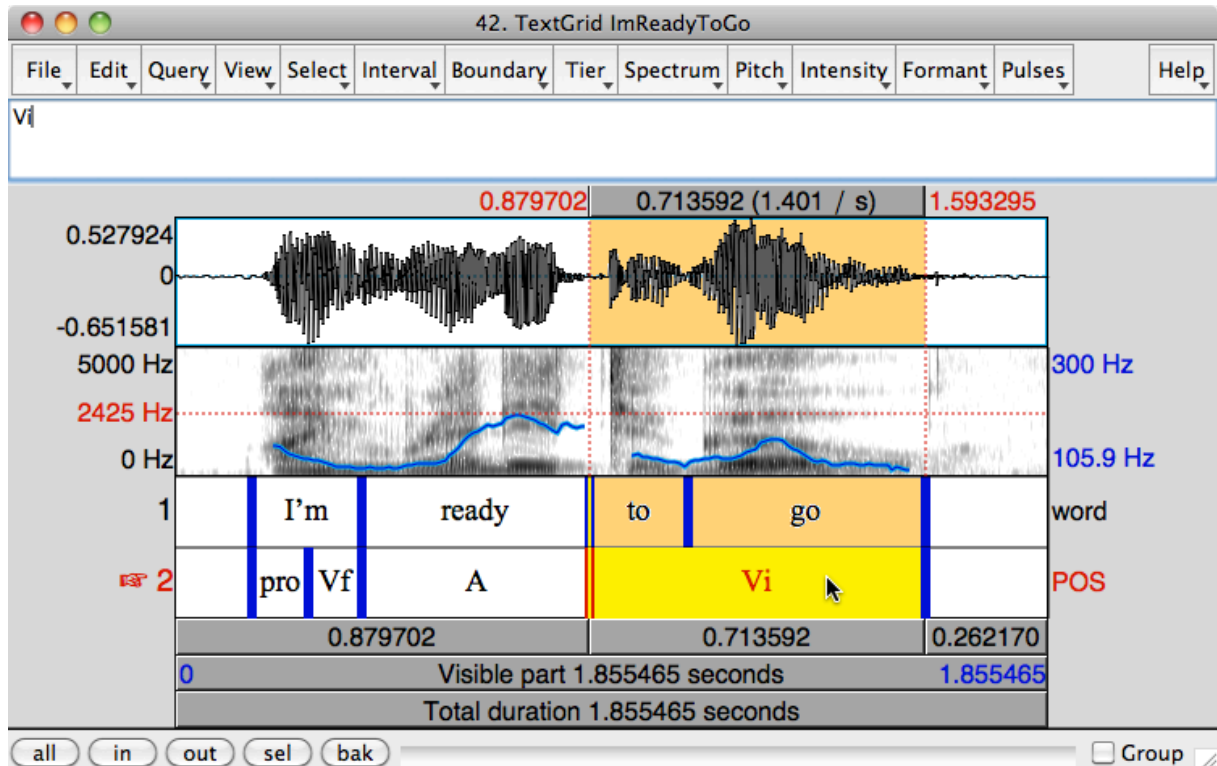 42. TextGrid ImReadyToGo
File Edit Query View Select Interval Boundary Tier Spectrum Pitch Intensity Formant Pulses Help
Vi
0.879702 0.713592 (1.401 / s) 1.593295
0.527924
0
-0.651581
5000 Hz 300 Hz
2425 Hz
0 Hz 105.9 Hz
1 I’m ready to go word
☞ 2 pro Vf A Vi POS
0.879702 0.713592 0.262170
0 Visible part 1.855465 seconds 1.855465
Total duration 1.855465 seconds
all in out sel bak Group